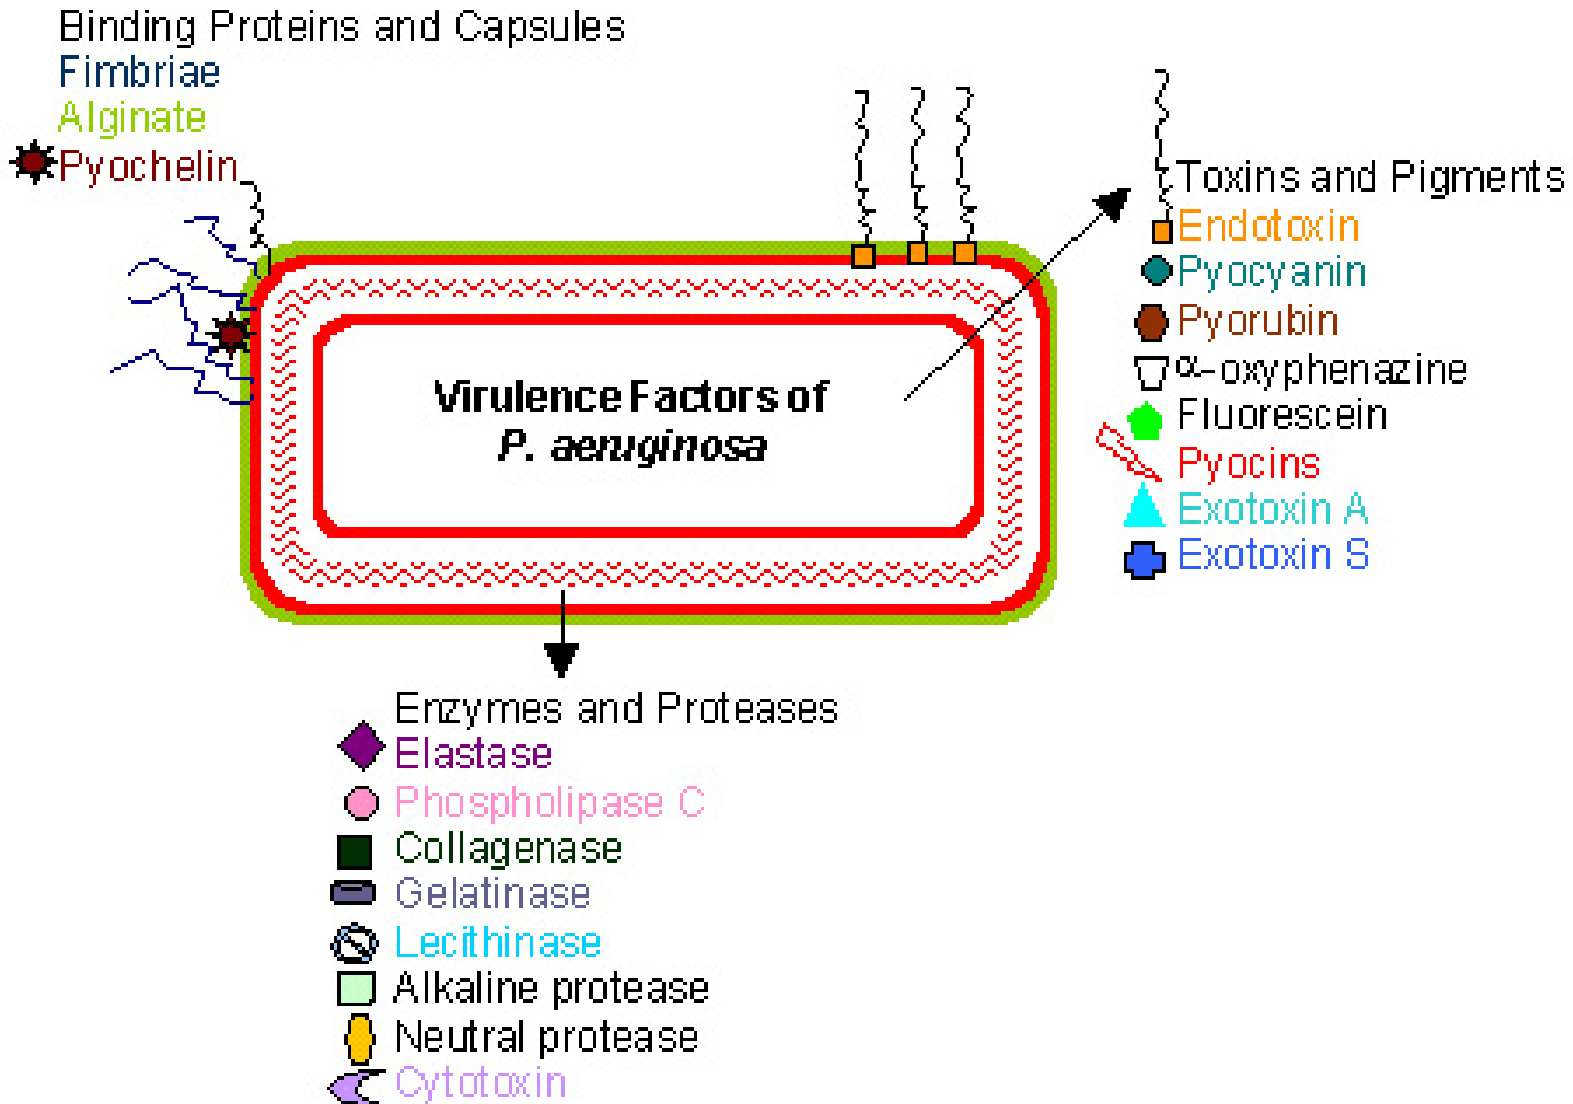 Binding Proteins and Capsules
Fimbriae
Alginate
Pyochelin
Toxins and Pigments
Endotoxin
Pyocyanin
Pyorubin
α-oxyphenazine
Fluorescein
Pyocins
Exotoxin A
Exotoxin S
Virulence Factors of
P. aeruginosa
Enzymes and Proteases
Elastase
Phospholipase C
Collagenase
Gelatinase
Lecithinase
Alkaline protease
Neutral protease
Cytotoxin